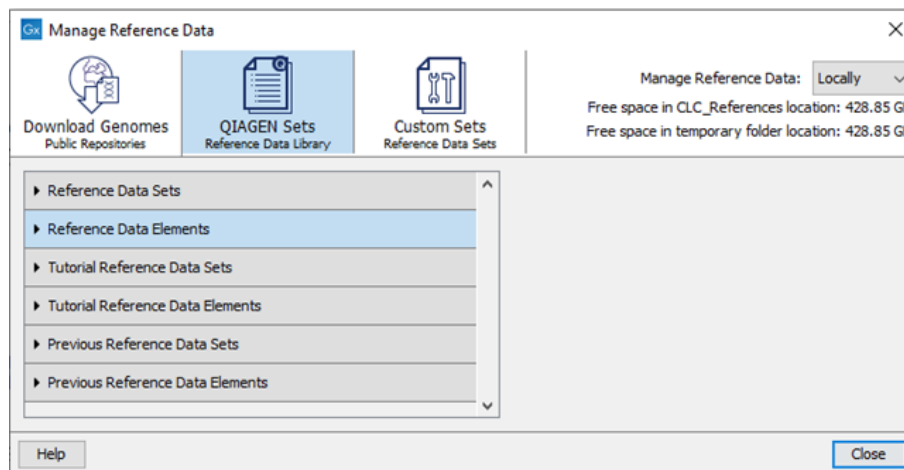 Gx Manage Reference Data
Download Genomes
Public Repositories
QIAGEN Sets
Reference Data Library
Custom Sets
Reference Data Sets
Manage Reference Data: Locally
Free space in CLC_References location: 428.85 G
Free space in temporary folder location: 428.85 G
Reference Data Sets
Reference Data Elements
Tutorial Reference Data Sets
Tutorial Reference Data Elements
Previous Reference Data Sets
Previous Reference Data Elements
Help
Close